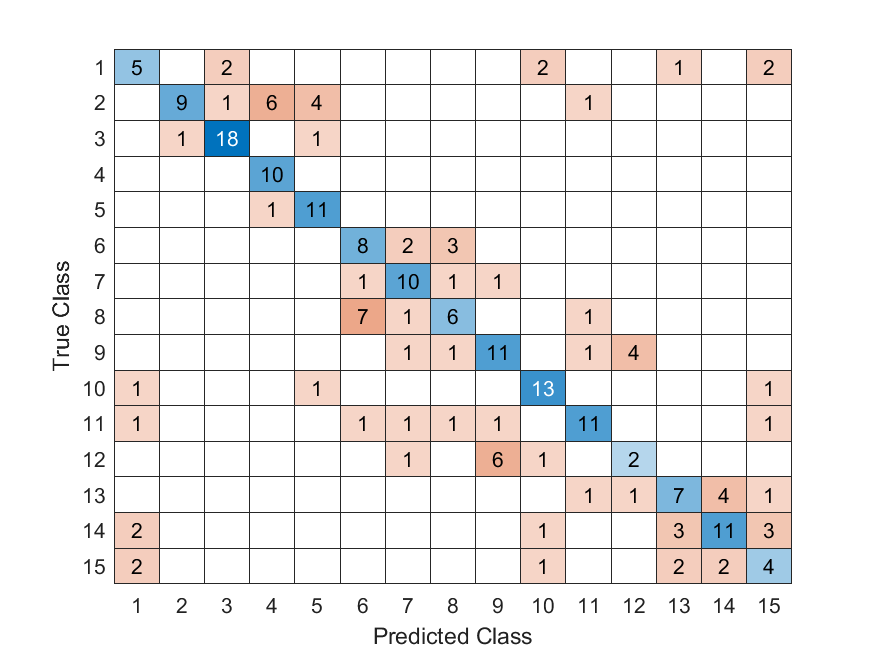 1 5 2 2 1 2
2 9 1 6 4 1
3 1 18 1
4 10
5 1 11
6 8 2 3
7 1 10 1 1
8 7 1 6 1
9 1 1 11 1 4
10 1 1 13 1
11 1 1 1 1 1 11 1
12 1 6 1 2
13 1 1 7 4 1
14 2 1 3 11 3
15 2 1 2 2 4
1 2 3 4 5 6 7 8 9 10 11 12 13 14 15
Predicted Class
True Class